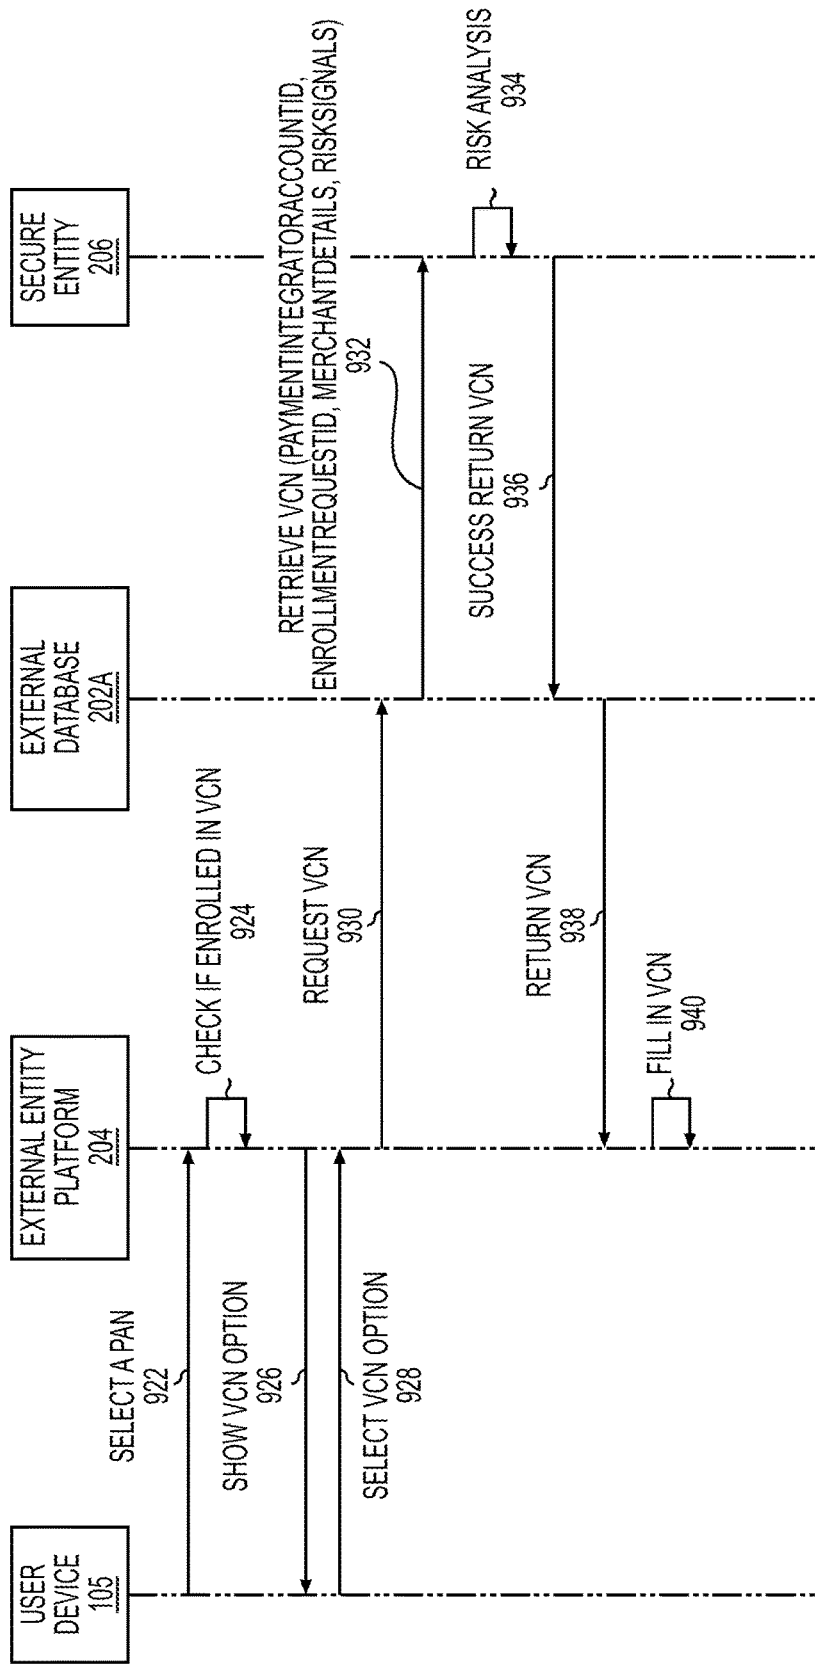 USER
DEVICE
105
EXTERNAL ENTITY
PLATFORM
204
EXTERNAL
DATABASE
202A
SECURE
ENTITY
206
SELECT A PAN
922
CHECK IF ENROLLED IN VCN
924
SHOW VCN OPTION
926
SELECT VCN OPTION
928
REQUEST VCN
930
RETRIEVE VCN (PAYMENTINTEGRATORACCOUNTID,
ENROLLMENTREQUESTID, MERCHANTDETAILS, RISKSIGNALS)
932
RISK ANALYSIS
934
SUCCESS RETURN VCN
936
RETURN VCN
938
FILL IN VCN
940